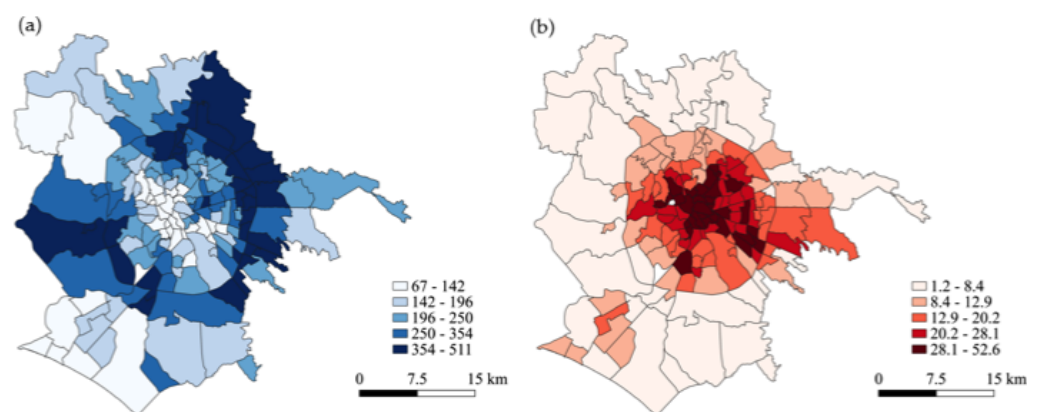 (a)
67 - 142
142 - 196
196 - 250
250 - 354
354 - 511
0 7.5 15 km
(b)
1.2 - 8.4
8.4 - 12.9
12.9 - 20.2
20.2 - 28.1
28.1 - 52.6
0 7.5 15 km